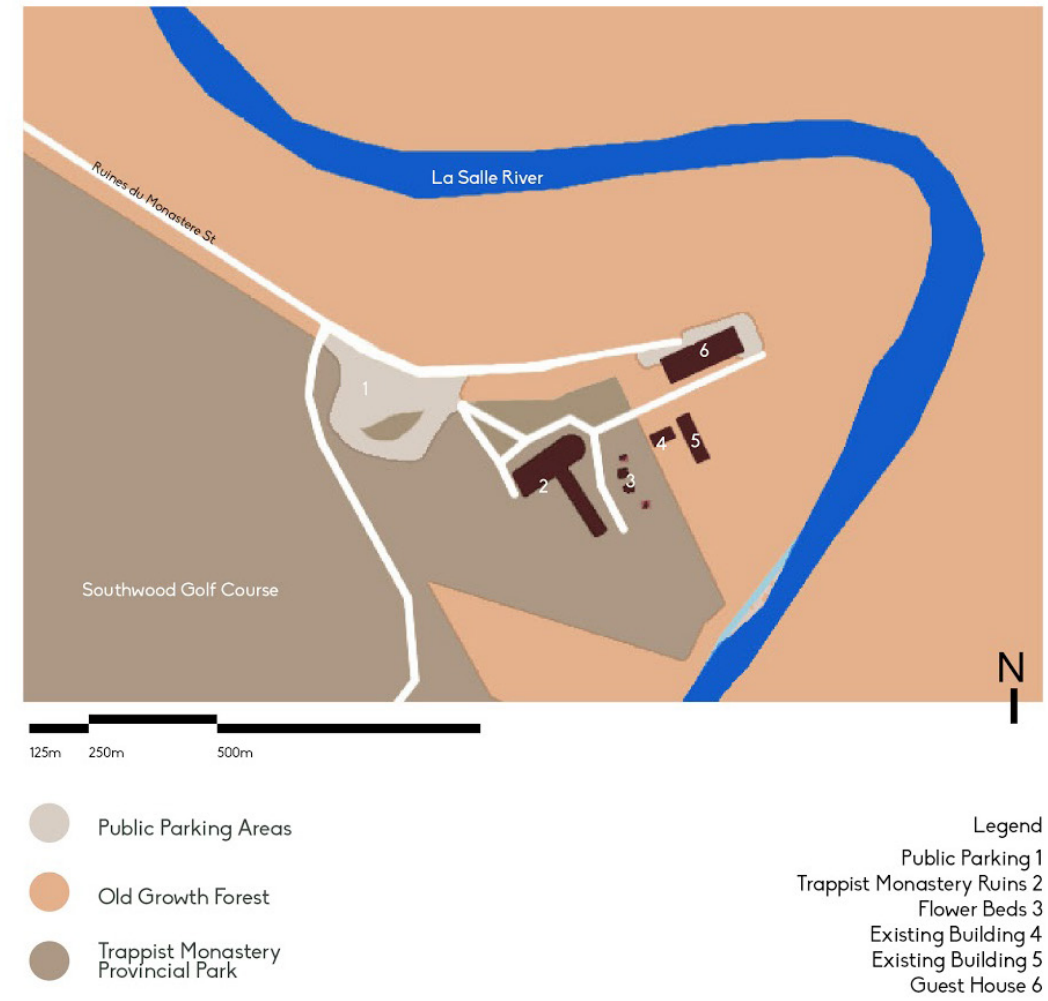 La Salle River
Ruines du Monastere St
6
1
4
5
2
3
Southwood Golf Course
N
125m 250m 500m
Public Parking Areas
Old Growth Forest
Trappist Monastery
Provincial Park
Legend
Public Parking 1
Trappist Monastery Ruins 2
Flower Beds 3
Existing Building 4
Existing Building 5
Guest House 6